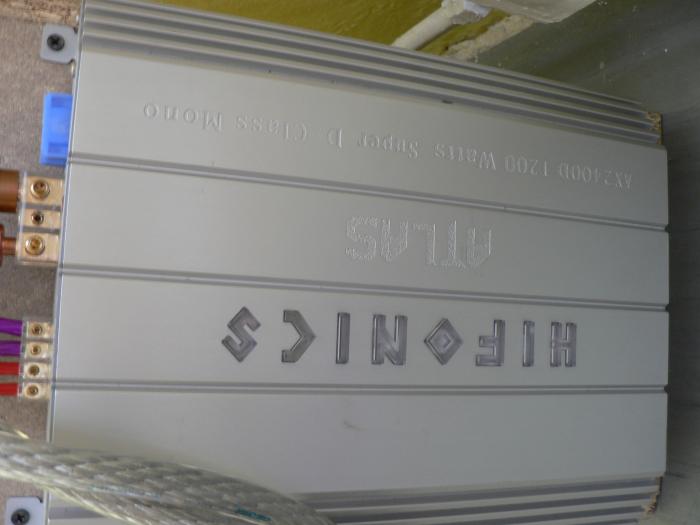 HIFONICS
ATLAS
AX2400D 1200 Watts Super D Class Mono